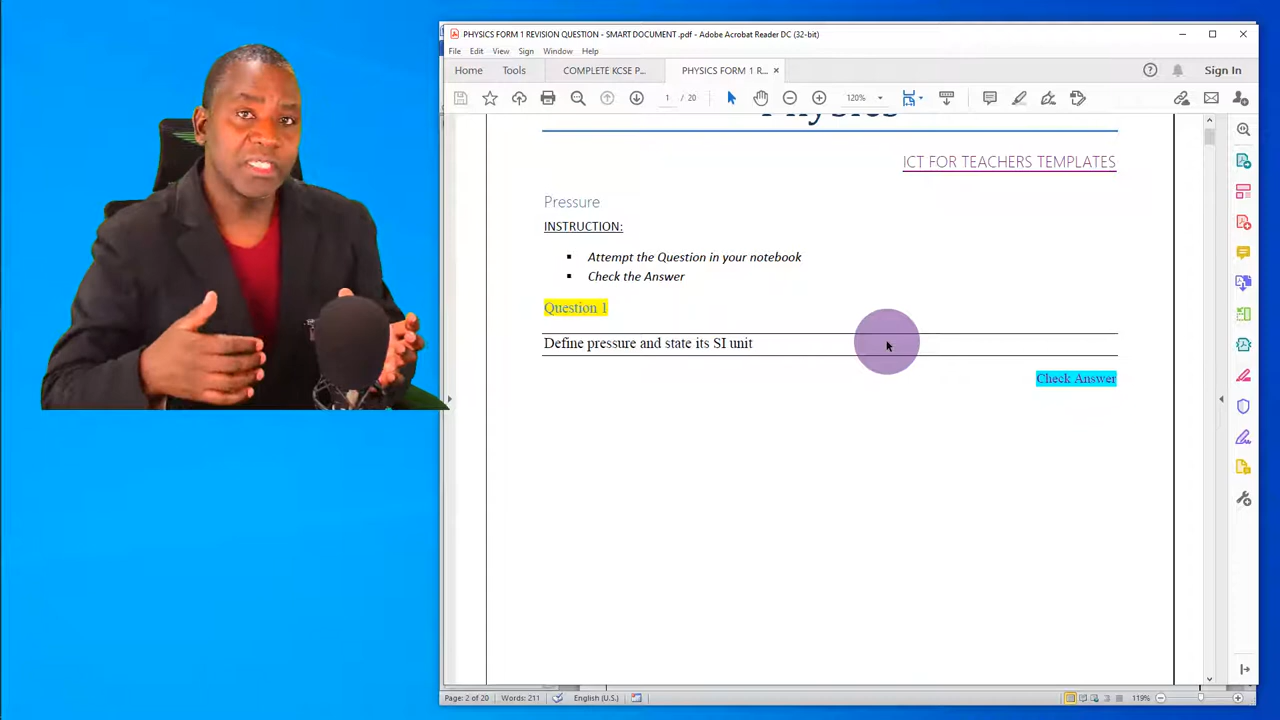 PHYSICS FORM 1 REVISION QUESTION - SMART DOCUMENT .pdf - Adobe Acrobat Reader DC (32-bit)
File Edit View Sign Window Help
Home Tools COMPLETE KCSE P... PHYSICS FORM 1 R... × Sign In
1 / 20 120%
Physics
ICT FOR TEACHERS TEMPLATES
Pressure
INSTRUCTION:
▪ Attempt the Question in your notebook
▪ Check the Answer
Question 1
Define pressure and state its SI unit
Check Answer
Page: 2 of 20 Words: 211 English (U.S.) 119%